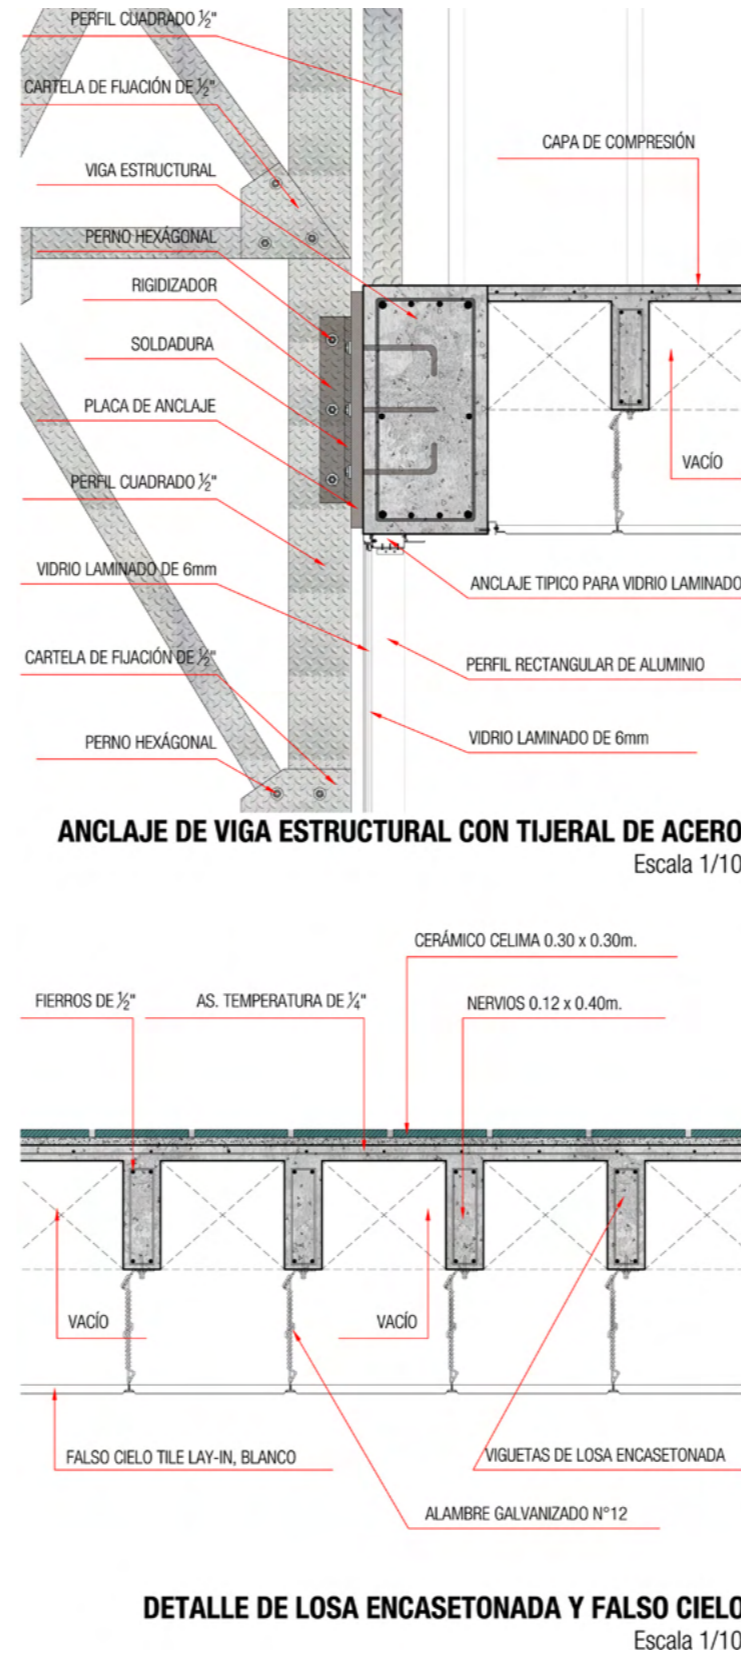 PERFIL CUADRADO ½"
CARTELA DE FIJACIÓN DE ½"
CAPA DE COMPRESIÓN
VIGA ESTRUCTURAL
PERNO HEXÁGONAL
RIGIDIZADOR
SOLDADURA
PLACA DE ANCLAJE
VACÍO
PERFIL CUADRADO ½"
VIDRIO LAMINADO DE 6mm
ANCLAJE TIPICO PARA VIDRIO LAMINADO
CARTELA DE FIJACIÓN DE ½"
PERFIL RECTANGULAR DE ALUMINIO
PERNO HEXÁGONAL
VIDRIO LAMINADO DE 6mm
ANCLAJE DE VIGA ESTRUCTURAL CON TIJERAL DE ACERO
Escala 1/10
CERÁMICO CELIMA 0.30 x 0.30m.
FIERROS DE ½"
AS. TEMPERATURA DE ¼"
NERVIOS 0.12 x 0.40m.
VACÍO
VACÍO
FALSO CIELO TILE LAY-IN, BLANCO
VIGUETAS DE LOSA ENCASETONADA
ALAMBRE GALVANIZADO N°12
DETALLE DE LOSA ENCASETONADA Y FALSO CIELO
Escala 1/10